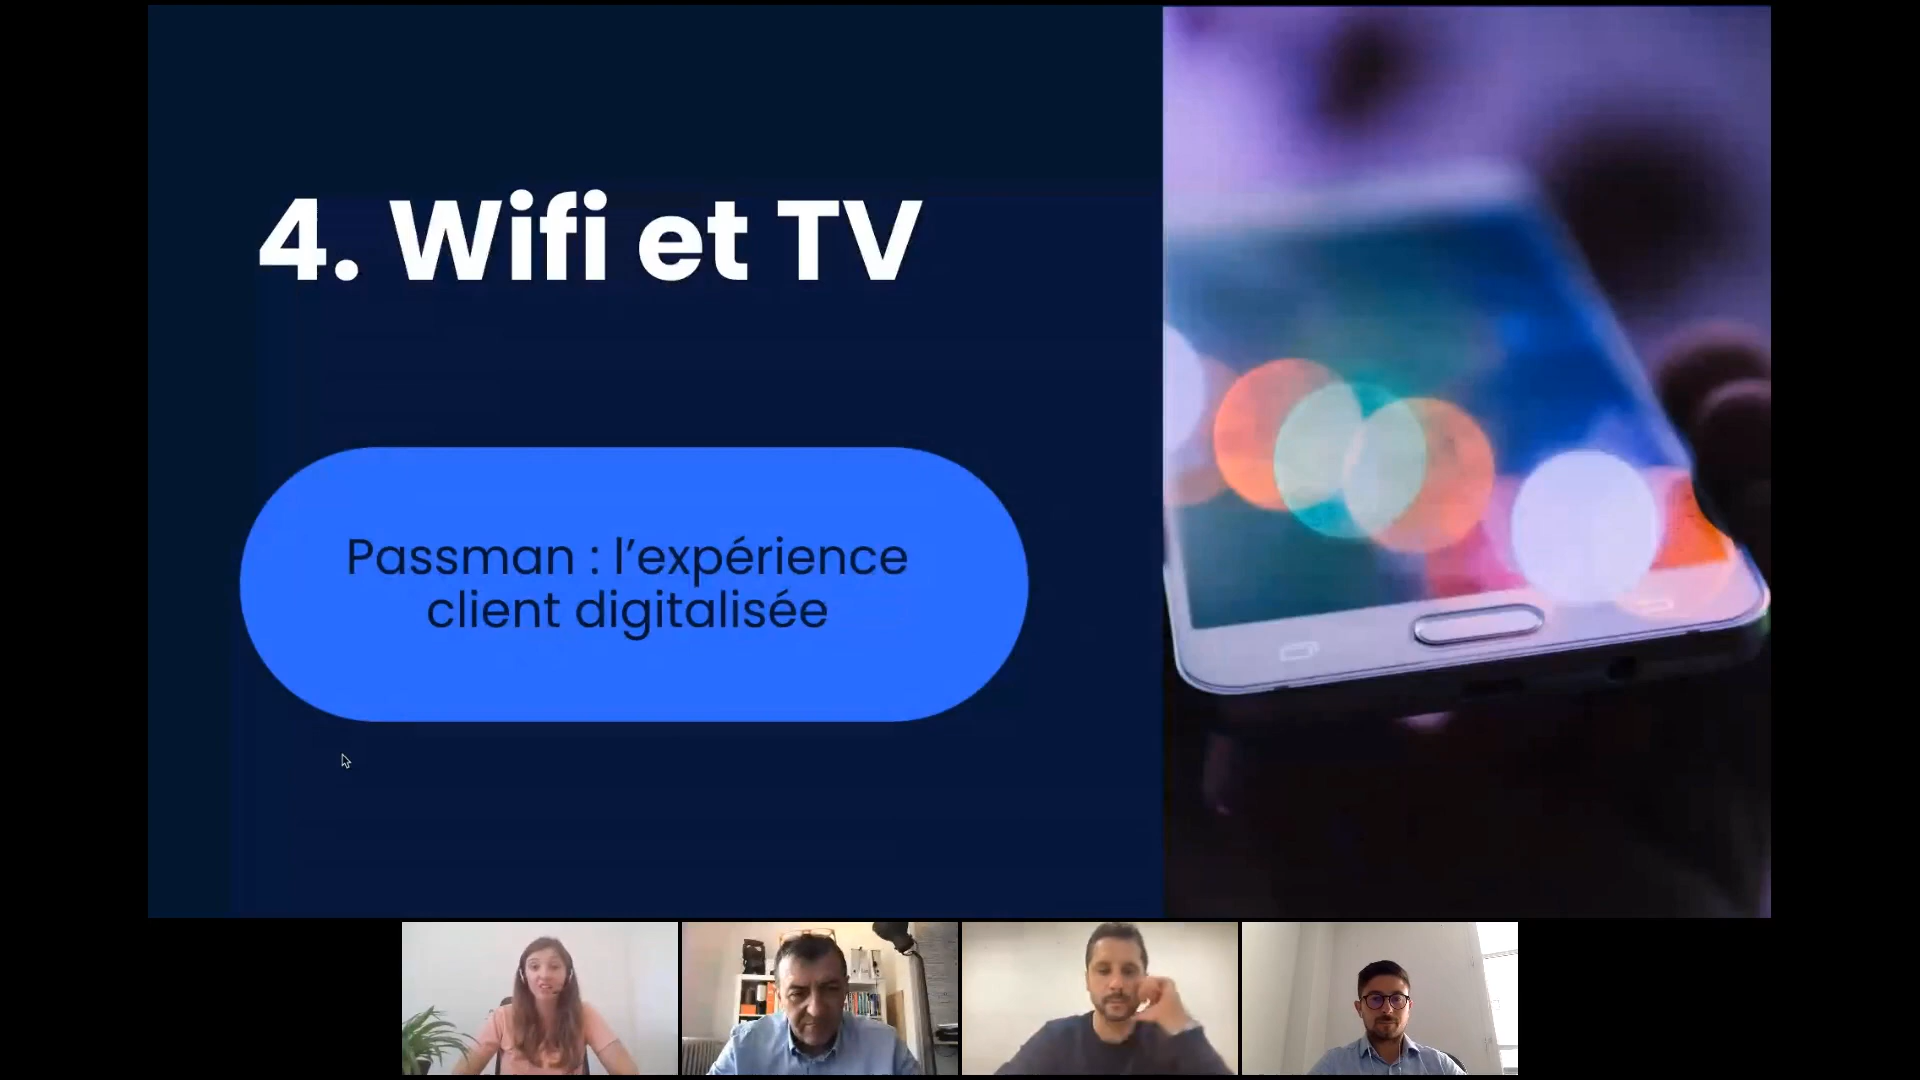 4. Wifi et TV
Passman : l’expérience
client digitalisée